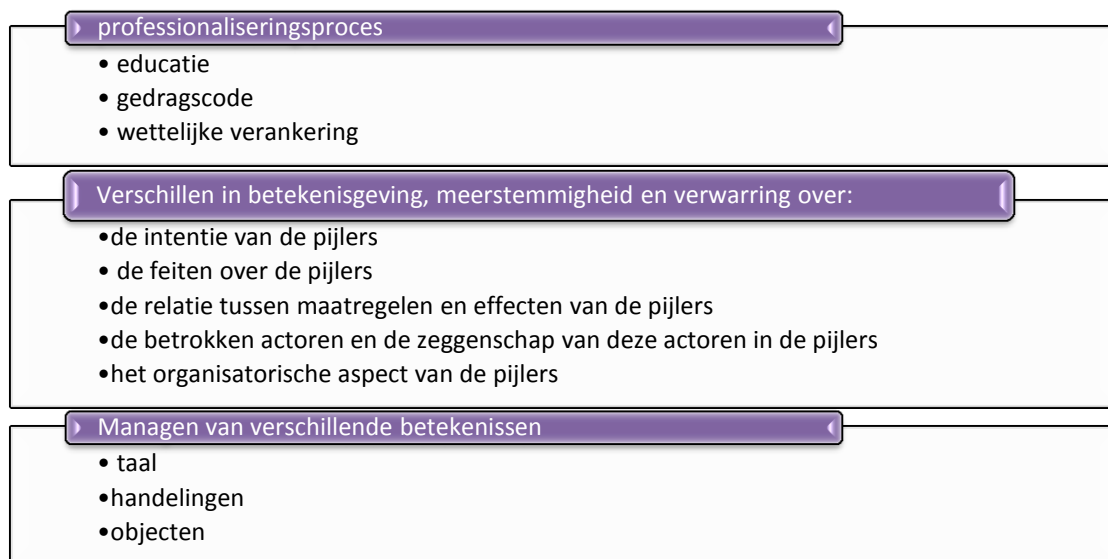 professionaliseringsproces
• educatie
• gedragscode
• wettelijke verankering
Verschillen in betekenisgeving, meerstemmigheid en verwarring over:
•de intentie van de pijlers
• de feiten over de pijlers
•de relatie tussen maatregelen en effecten van de pijlers
•de betrokken actoren en de zeggenschap van deze actoren in de pijlers
•het organisatorische aspect van de pijlers
Managen van verschillende betekenissen
• taal
•handelingen
•objecten